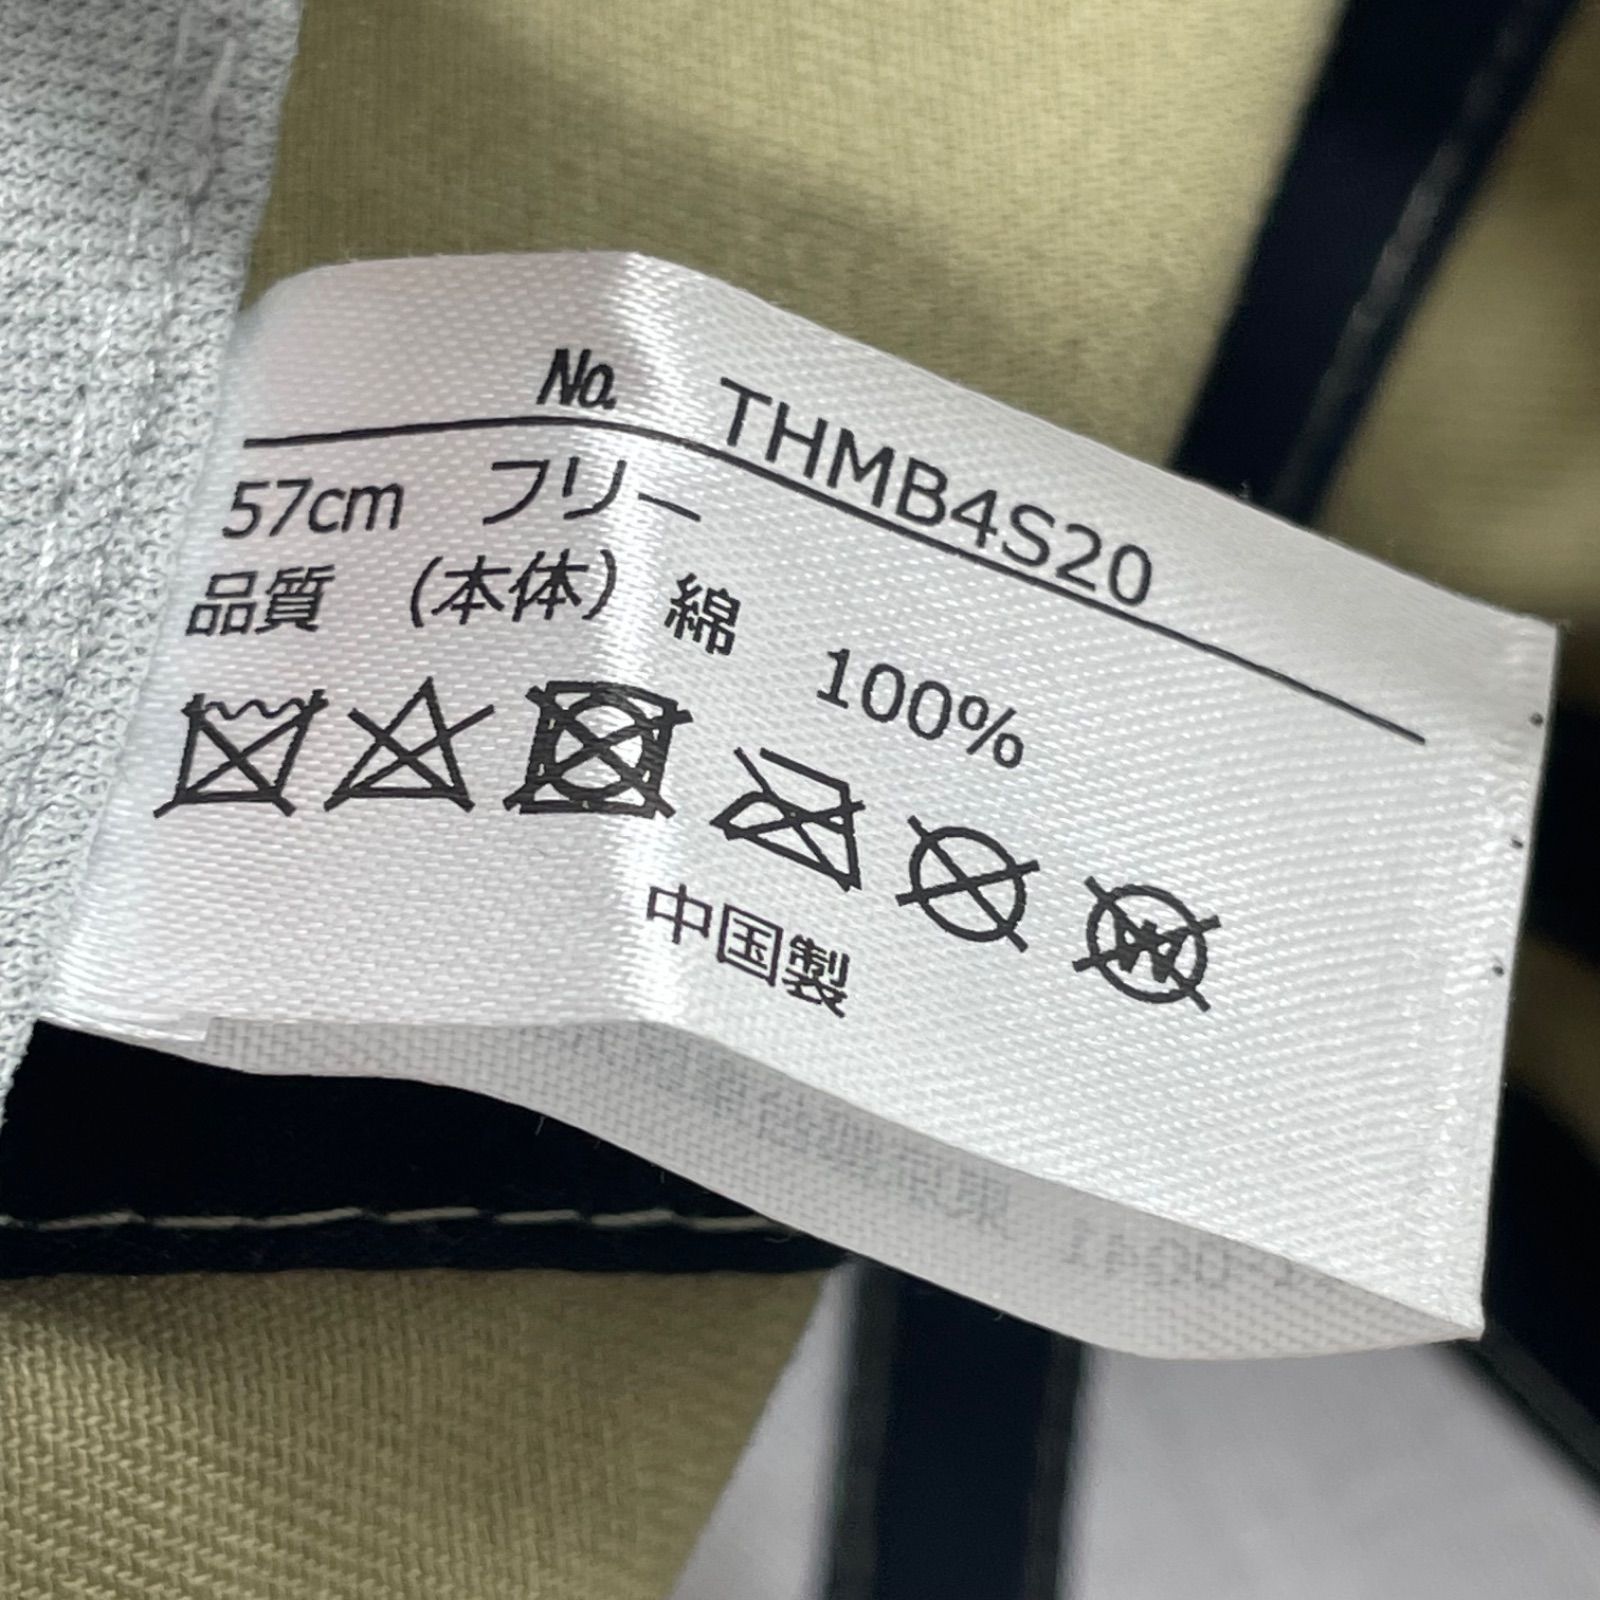 No. THMB4S20
57cm フリー
品質 （本体） 綿 100%
中国製